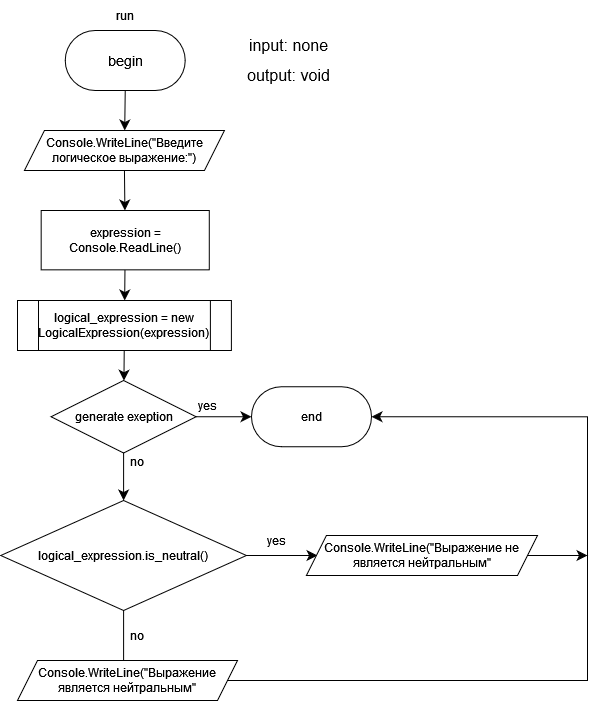 run
input: none
begin
output: void
Console.WriteLine("Введите
логическое выражение:")
expression =
Console.ReadLine()
logical_expression = new
LogicalExpression(expression)
generate exeption
yes
end
no
logical_expression.is_neutral()
yes
Console.WriteLine("Выражение не
является нейтральным"
no
Console.WriteLine("Выражение
является нейтральным"